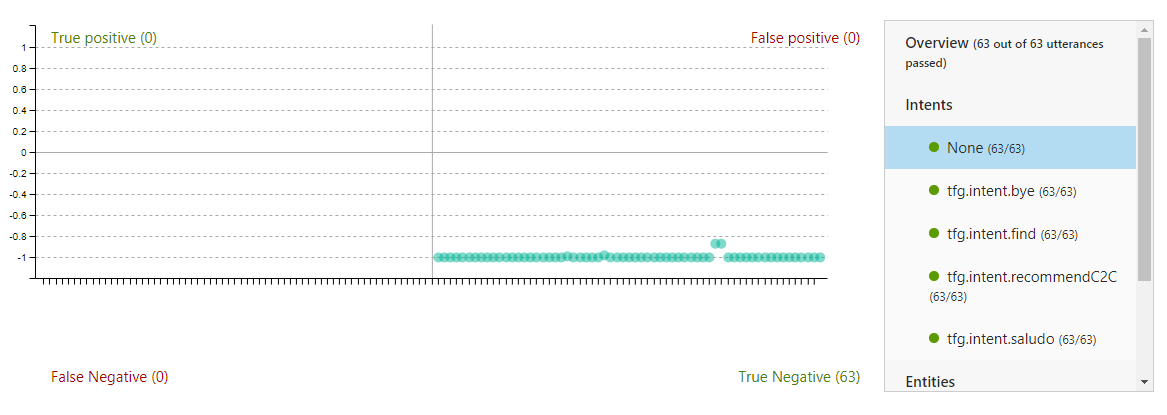 True positive (0)
False positive (0)
1
0.8
0.6
0.4
0.2
0
-0.2
-0.4
-0.6
-0.8
-1
False Negative (0)
True Negative (63)
Overview (63 out of 63 utterances
passed)
Intents
None (63/63)
tfg.intent.bye (63/63)
tfg.intent.find (63/63)
tfg.intent.recommendC2C
(63/63)
tfg.intent.saludo (63/63)
Entities